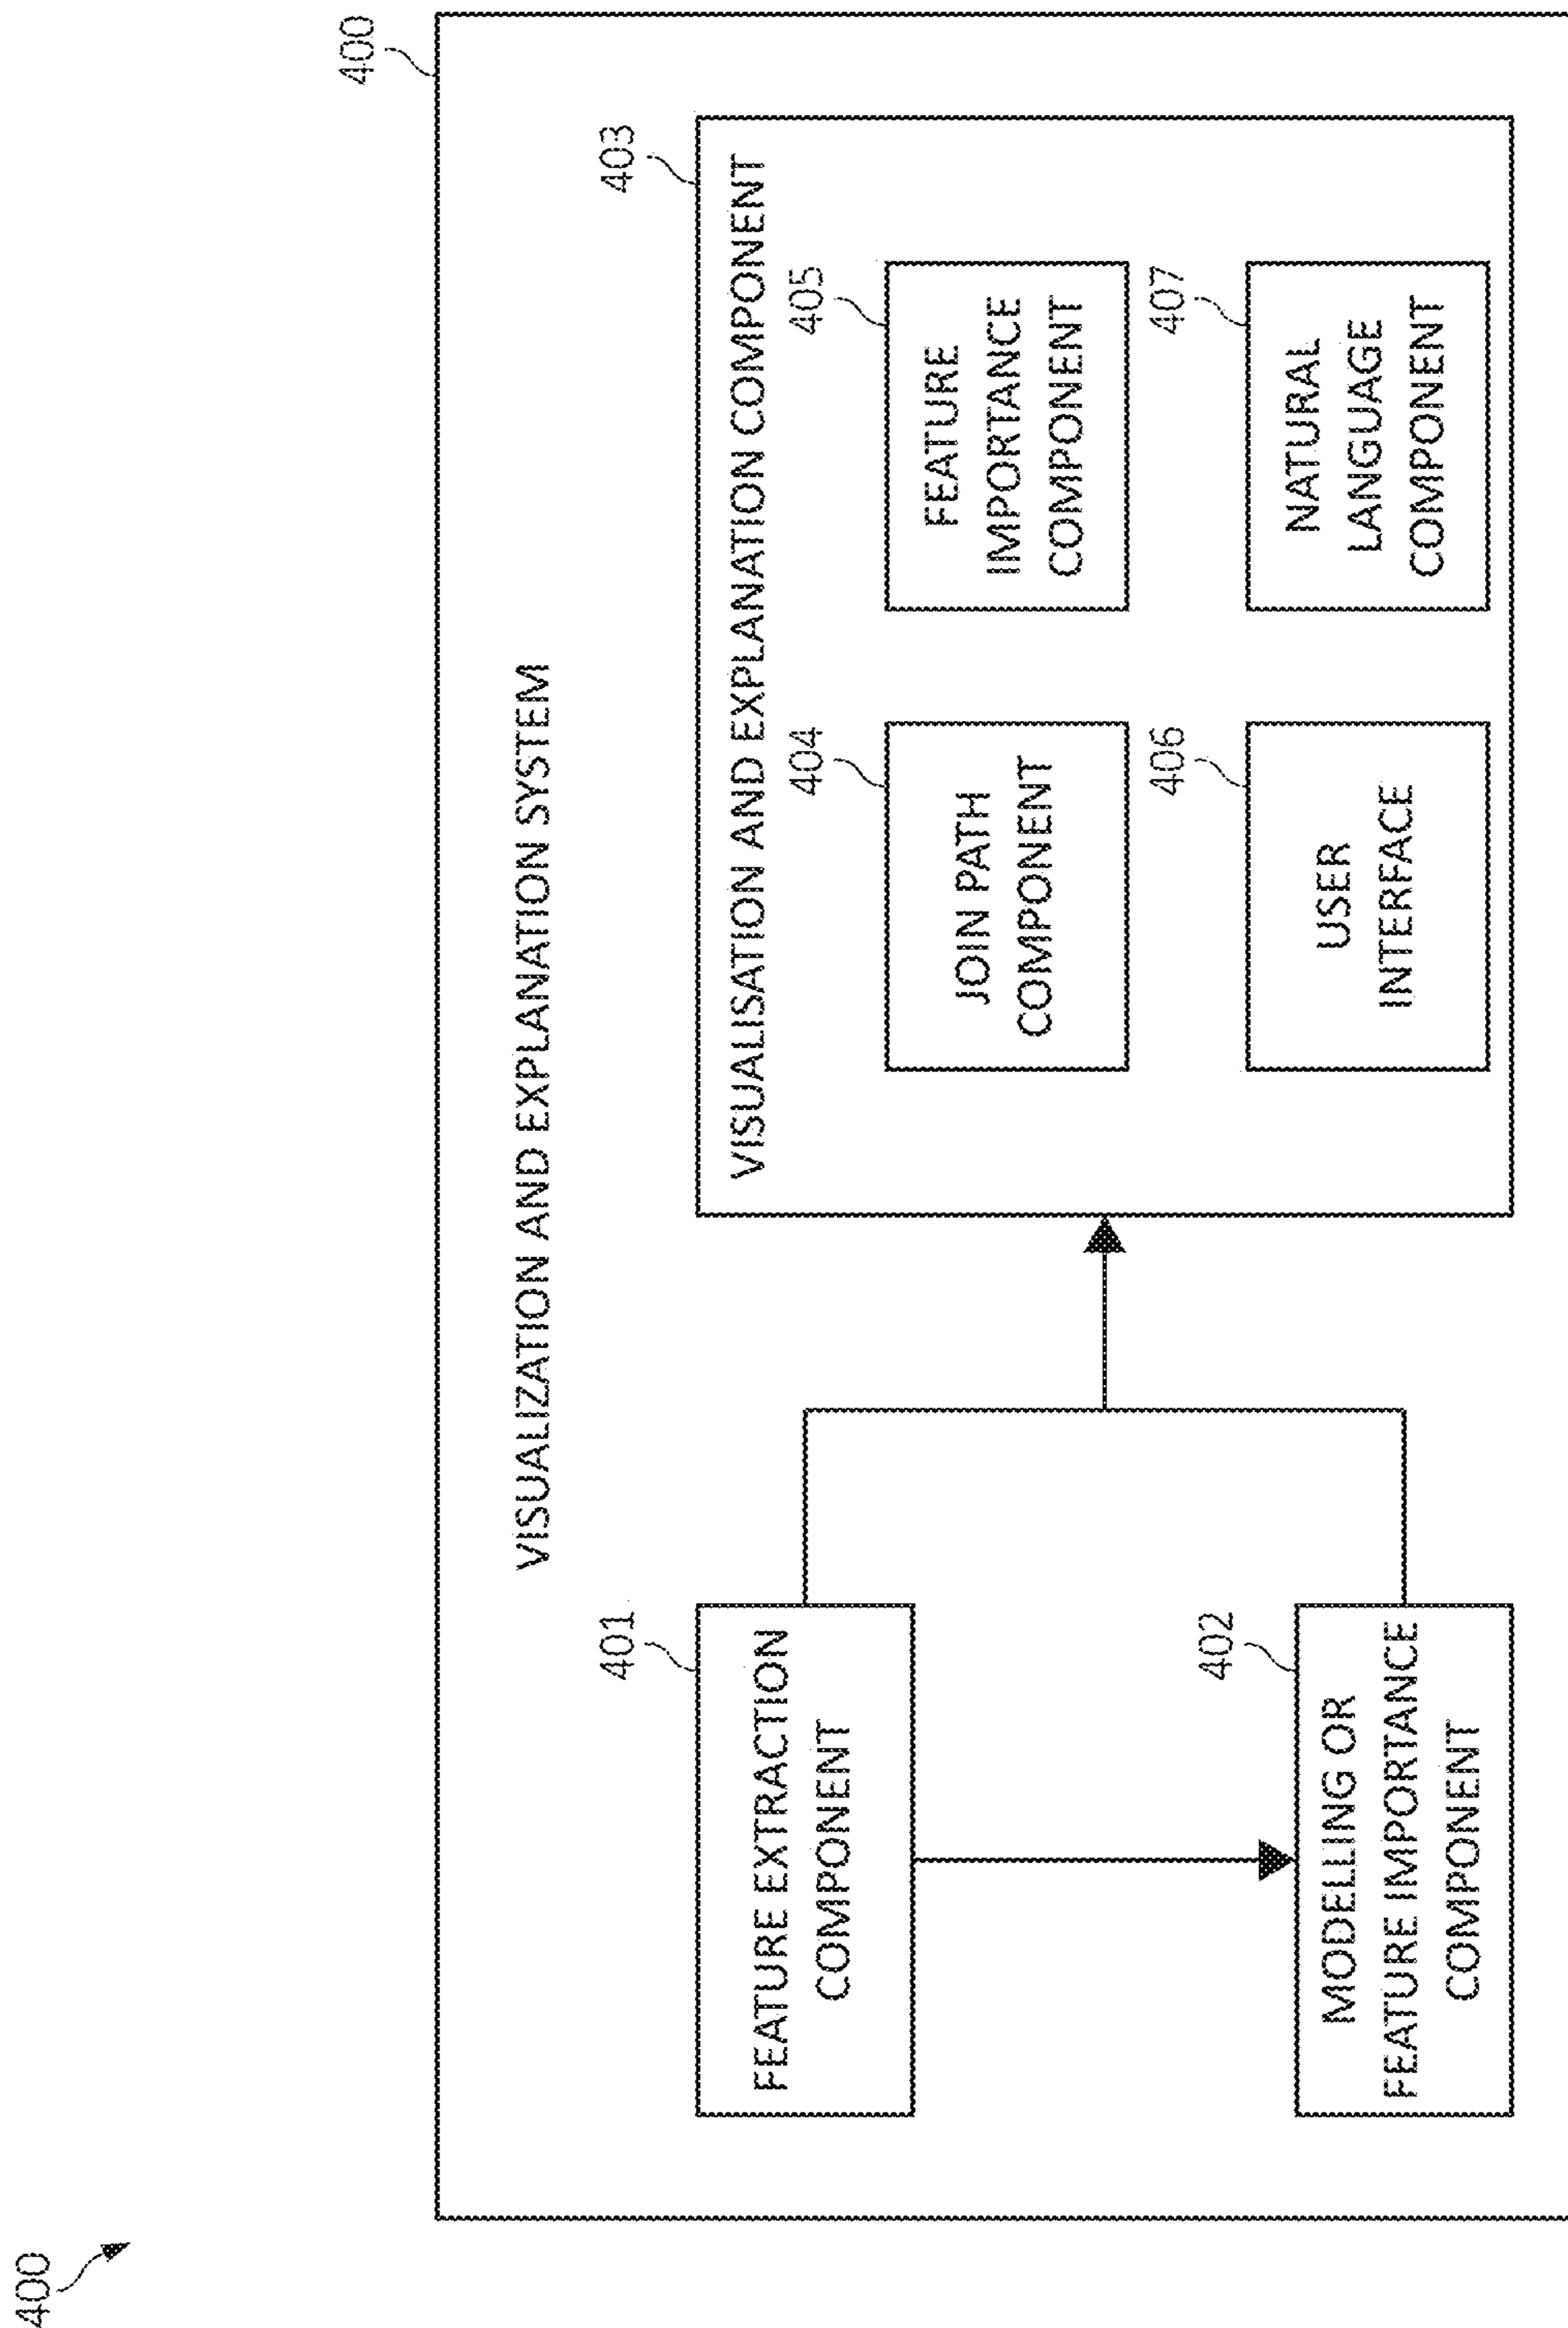 400
400
VISUALIZATION AND EXPLANATION SYSTEM
401
FEATURE EXTRACTION
COMPONENT
402
MODELLING OR
FEATURE IMPORTANCE
COMPONENT
403
VISUALISATION AND EXPLANATION COMPONENT
404
JOIN PATH
COMPONENT
405
FEATURE
IMPORTANCE
COMPONENT
406
USER
INTERFACE
407
NATURAL
LANGUAGE
COMPONENT